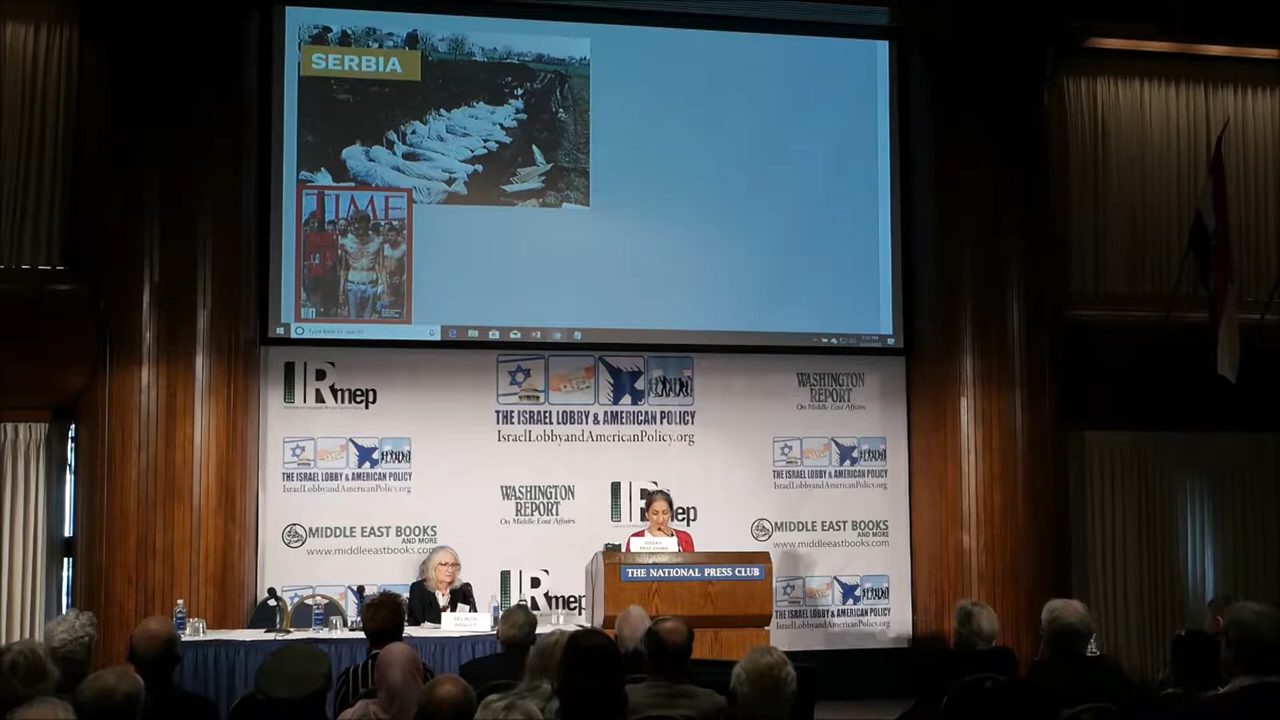 SERBIA
TIME
IRmep
THE ISRAEL LOBBY & AMERICAN POLICY
IsraelLobbyandAmericanPolicy.org
WASHINGTON
REPORT
On Middle East Affairs
THE ISRAEL LOBBY & AMERICAN POLICY
IsraelLobbyandAmericanPolicy.org
THE ISRAEL LOBBY & AMERICAN POLICY
IsraelLobbyandAmericanPolicy.org
WASHINGTON
REPORT
On Middle East Affairs
IRmep
MIDDLE EAST BOOKS
AND MORE
www.middleeastbooks.com
MIDDLE EAST BOOKS
AND MORE
www.middleeastbooks.com
THE NATIONAL PRESS CLUB
IRmep
THE ISRAEL LOBBY & AMERICAN POLICY
IsraelLobbyandAmericanPolicy.org
DELINDA
HANLEY